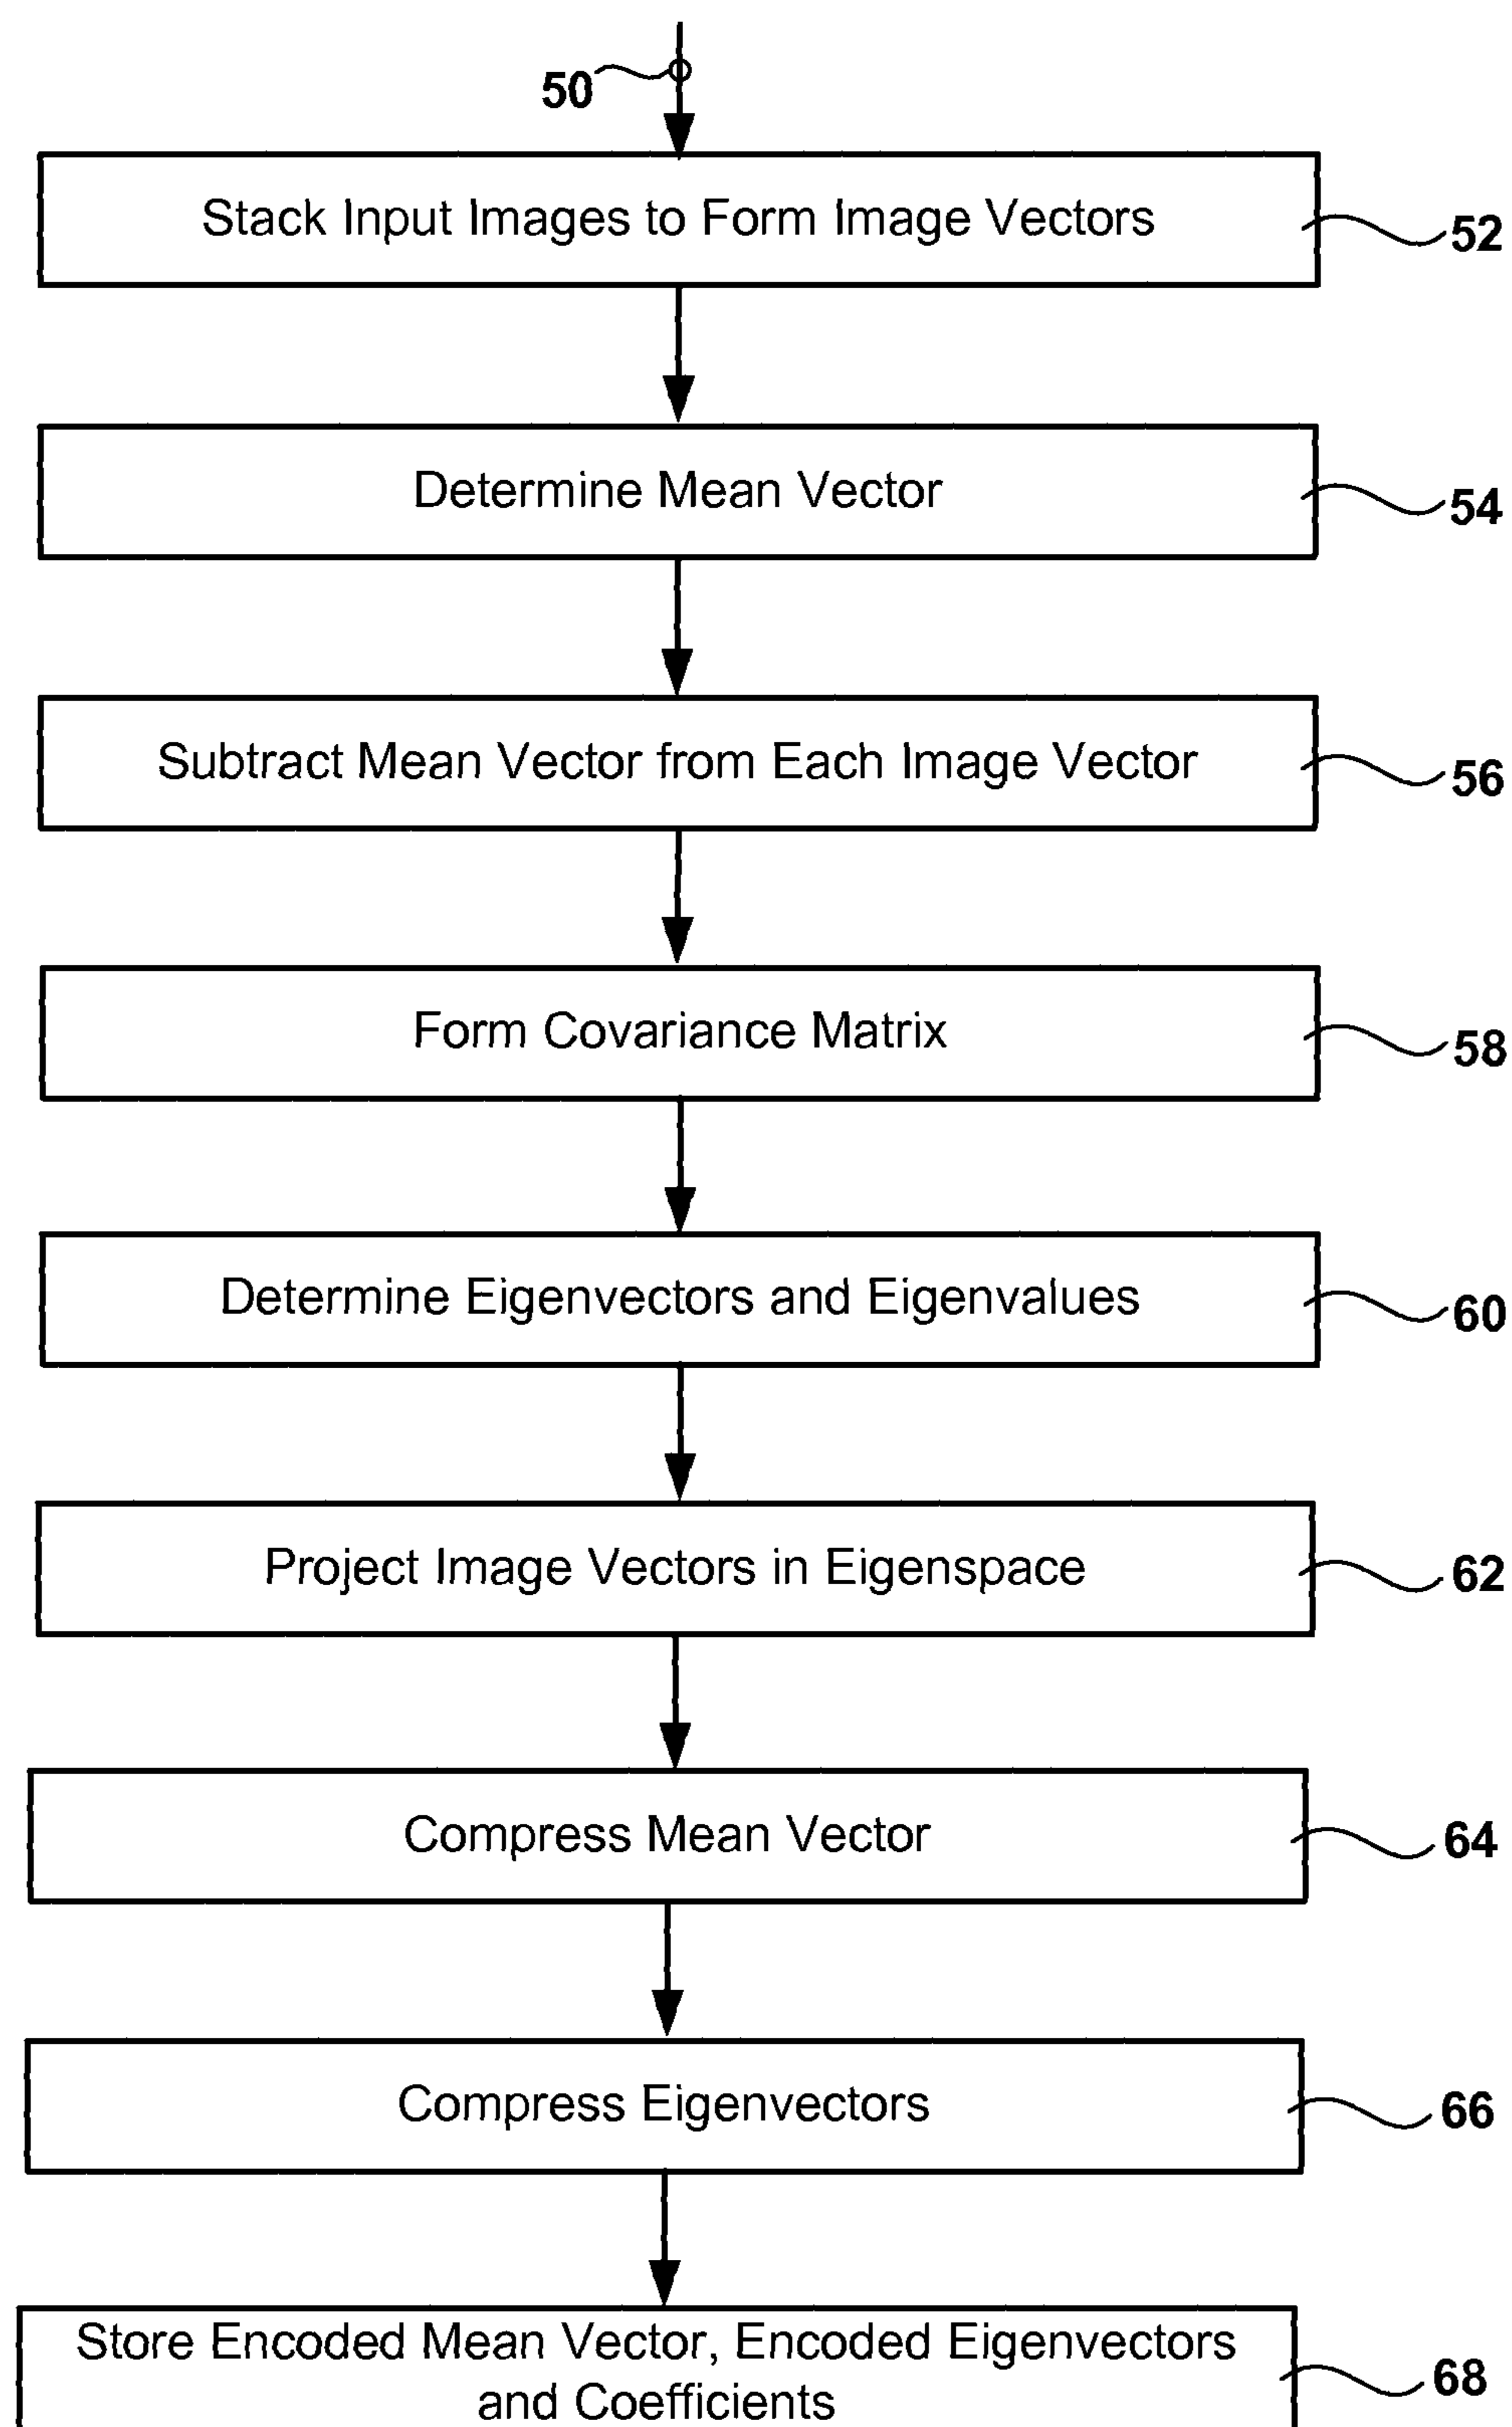 50
Stack Input Images to Form Image Vectors
52
Determine Mean Vector
54
Subtract Mean Vector from Each Image Vector
56
Form Covariance Matrix
58
Determine Eigenvectors and Eigenvalues
60
Project Image Vectors in Eigenspace
62
Compress Mean Vector
64
Compress Eigenvectors
66
Store Encoded Mean Vector, Encoded Eigenvectors
and Coefficients
68